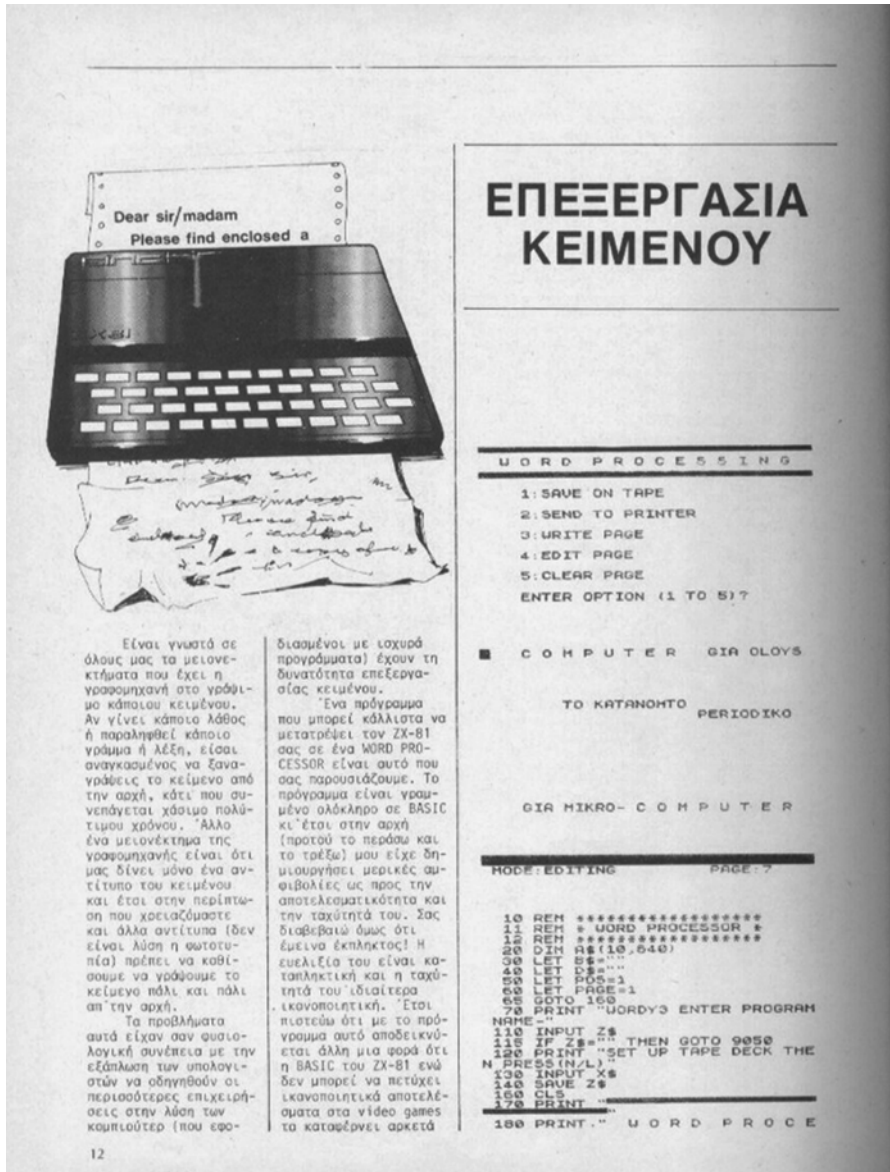 Dear sir/madam
Please find enclosed a
ΕΠΕΞΕΡΓΑΣΙΑ
ΚΕΙΜΕΝΟΥ
Είναι γνωστά σε
όλους μας τα μειονε-
κτήματα που έχει η
γραφομηχανή στο γράψι-
μο κάποιου κειμένου.
Αν γίνει κάποιο λάθος
ή παραληφθεί κάποιο
γράμμα ή λέξη, είσαι
αναγκασμένος να ξανα-
γράψεις το κείμενο από
την αρχή, κάτι που συ-
νεπάγεται χάσιμο πολύ-
τιμου χρόνου. Άλλο
ένα μειονέκτημα της
γραφομηχανής είναι ότι
μας δίνει μόνο ένα αν-
τίτυπο του κειμένου
και έτσι στην περίπτω-
ση που χρειαζόμαστε
και άλλα αντίτυπα (δεν
είναι λύση η φωτοτυ-
πία) πρέπει να καθί-
σουμε να γράψουμε το
κείμενο πάλι και πάλι
απ΄την αρχή.
Τα προβλήματα
αυτά είχαν σαν φυσιο-
λογική συνέπεια με την
εξάπλωση των υπολογι-
στών να οδηγηθούν οι
περισσότερες επιχειρή-
σεις στην λύση των
κομπιούτερ (που εφο-
διασμένοι με ισχυρά
προγράμματα) έχουν τη
δυνατότητα επεξεργα-
σίας κειμένου.
Ένα πρόγραμμα
που μπορεί κάλλιστα να
μετατρέψει τον ZX-81
σας σε ένα WORD PRO-
CESSOR είναι αυτό που
σας παρουσιάζουμε. Το
πρόγραμμα είναι γραμ-
μένο ολόκληρο σε BASIC
κι΄έτσι στην αρχή
(προτού το περάσω και
το τρέξω) μου είχε δη-
μιουργήσει μερικές αμ-
φιβολίες ως προς την
αποτελεσματικότητα και
την ταχύτητά του. Σας
διαβεβαιώ όμως ότι
έμεινα έκπληκτος! Η
ευελιξία του είναι κα-
ταπληκτική και η ταχύ-
τητά του ιδιαίτερα
ικανοποιητική. Έτσι
πιστεύω ότι με το πρό-
γραμμα αυτό αποδεικνύ-
εται άλλη μια φορά ότι
η BASIC του ZX-81 ενώ
δεν μπορεί να πετύχει
ικανοποιητικά αποτελέ-
σματα στα video games
τα καταφέρνει αρκετά
WORD PROCESSING
1:SAVE ON TAPE
2:SEND TO PRINTER
3:WRITE PAGE
4:EDIT PAGE
5:CLEAR PAGE
ENTER OPTION (1 TO 5)?
C O M P U T E R GIA OLOYS
TO KATANOHTO
PERIODIKO
GIA MIKRO- C O M P U T E R
MODE:EDITING PAGE:7
10 REM ******************
11 REM * WORD PROCESSOR *
12 REM ******************
20 DIM A$(10,640)
30 LET B$=""
40 LET D$=""
50 LET POS=1
60 LET PAGE=1
65 GOTO 160
70 PRINT "WORDY3 ENTER PROGRAM
NAME-"
110 INPUT Z$
115 IF Z$="" THEN GOTO 9050
120 PRINT "SET UP TAPE DECK THE
N PRESS(N/L)"
130 INPUT X$
140 SAVE Z$
160 CLS
170 PRINT "
180 PRINT." W O R D P R O C E
12